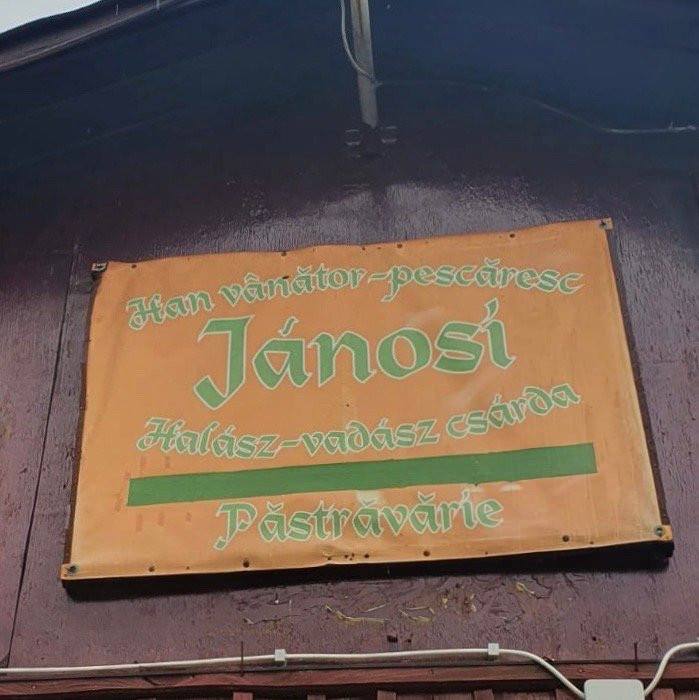 Han vânător-pescăresc
Jánosi
Halász-vadász csárda
Păstrăvărie